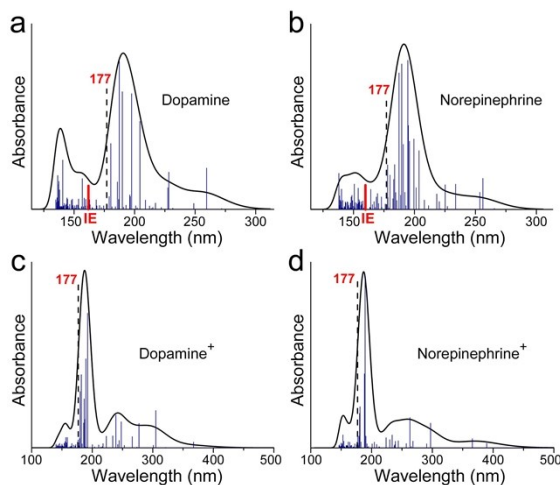 a
Absorbance
177
Dopamine
IE
150 200 250 300
Wavelength (nm)
b
Absorbance
177
Norepinephrine
IE
150 200 250 300
Wavelength (nm)
c
Absorbance
177
Dopamine+
100 200 300 400 500
Wavelength (nm)
d
Absorbance
177
Norepinephrine+
100 200 300 400 500
Wavelength (nm)